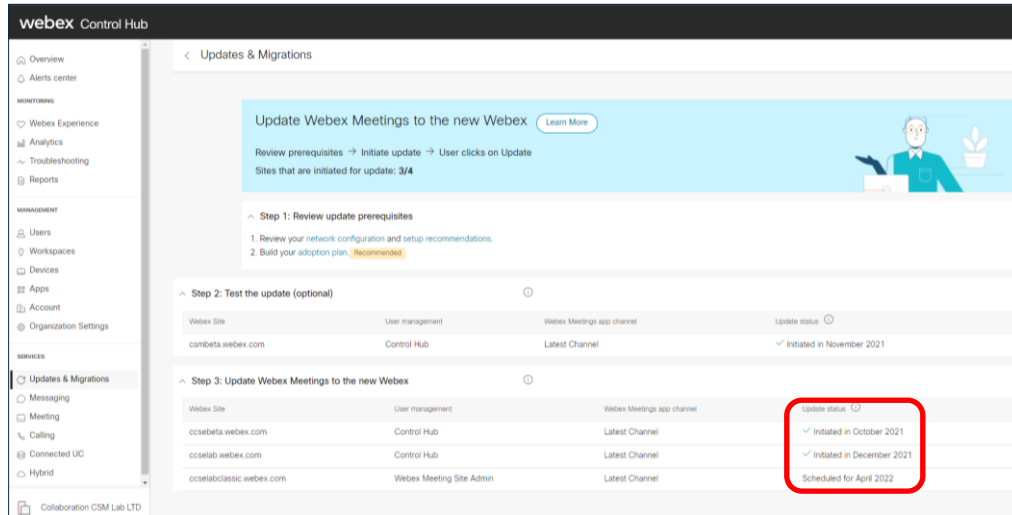 webex Control Hub
Overview
Alerts center
MONITORING
Webex Experience
Analytics
Troubleshooting
Reports
MANAGEMENT
Users
Workspaces
Devices
Apps
Account
Organization Settings
SERVICES
Updates & Migrations
Messaging
Meeting
Calling
Connected UC
Hybrid
Collaboration CSM Lab LTD
Updates & Migrations
Update Webex Meetings to the new Webex Learn More
Review prerequisites → Initiate update → User clicks on Update
Sites that are initiated for update: 3/4
Step 1: Review update prerequisites
1. Review your network configuration and setup recommendations.
2. Build your adoption plan. Recommended
Step 2: Test the update (optional)
Webex Site User management Webex Meetings app channel Update status
csmbeta.webex.com Control Hub Latest Channel Initiated in November 2021
Step 3: Update Webex Meetings to the new Webex
Webex Site User management Webex Meetings app channel Update status
ccsebeta.webex.com Control Hub Latest Channel Initiated in October 2021
ccselab.webex.com Control Hub Latest Channel Initiated in December 2021
ccselabclassic.webex.com Webex Meeting Site Admin Latest Channel Scheduled for April 2022